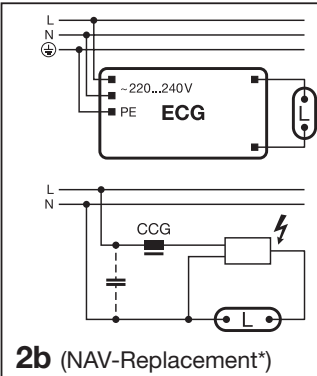 L
N
~220...240V
PE
ECG
L
L
N
CCG
L
2b (NAV-Replacement*)